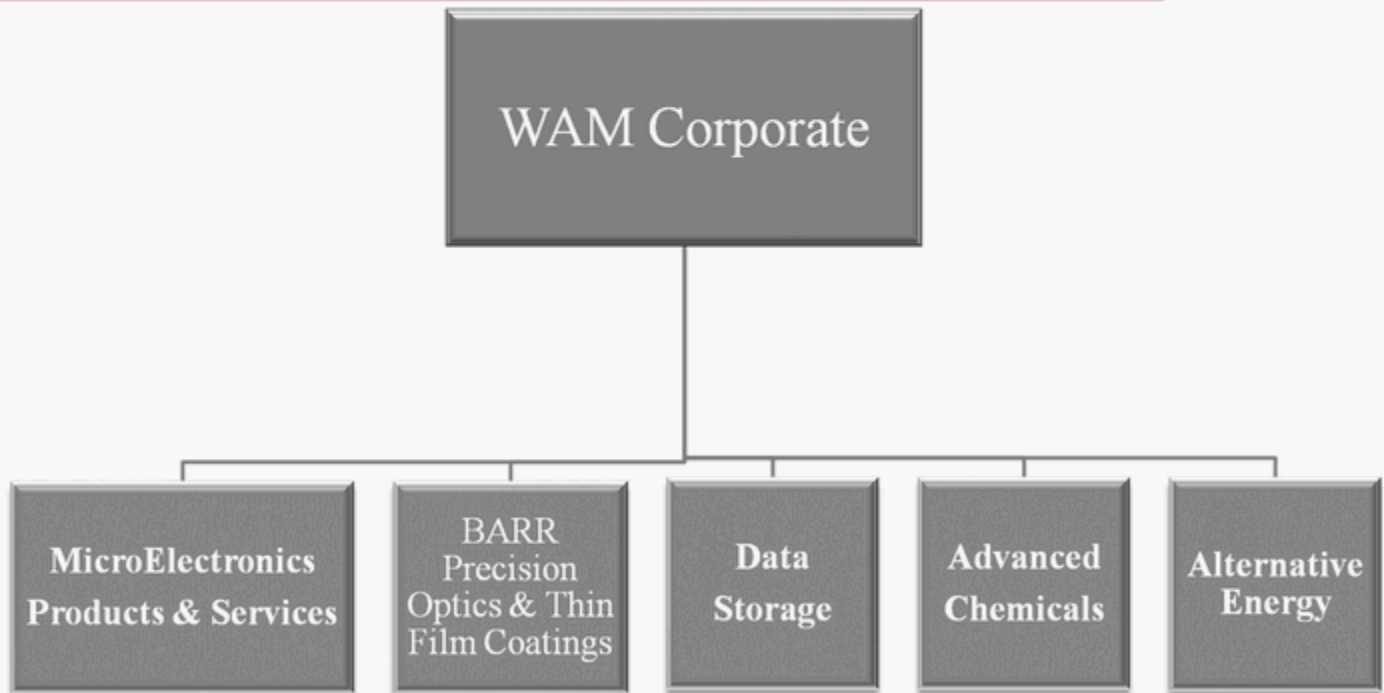 WAM Corporate
MicroElectronics
Products & Services
BARR
Precision
Optics & Thin
Film Coatings
Data
Storage
Advanced
Chemicals
Alternative
Energy